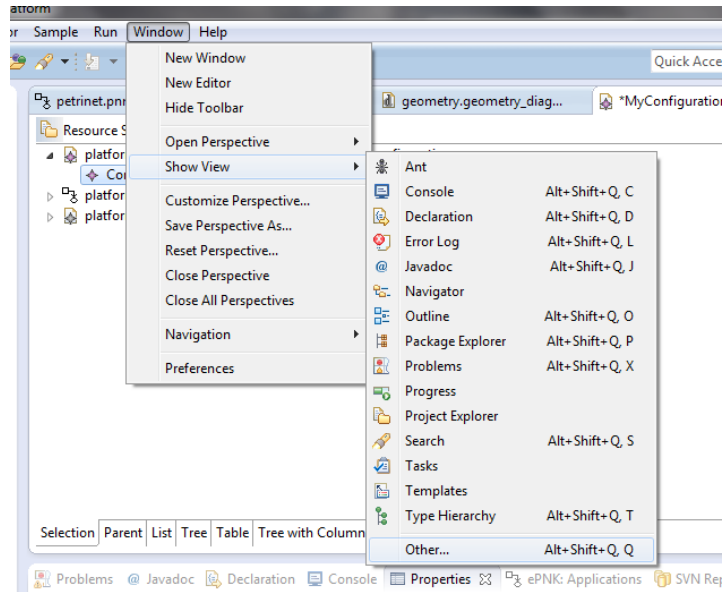 atform
or Sample Run Window Help
Quick Acce
petrinet.pnn
geometry.geometry_diag...
*MyConfiguration
Resource S
platfor
Cor
platfor
platfor
New Window
New Editor
Hide Toolbar
Open Perspective
Show View
Customize Perspective...
Save Perspective As...
Reset Perspective...
Close Perspective
Close All Perspectives
Navigation
Preferences
Ant
Console Alt+Shift+Q, C
Declaration Alt+Shift+Q, D
Error Log Alt+Shift+Q, L
Javadoc Alt+Shift+Q, J
Navigator
Outline Alt+Shift+Q, O
Package Explorer Alt+Shift+Q, P
Problems Alt+Shift+Q, X
Progress
Project Explorer
Search Alt+Shift+Q, S
Tasks
Templates
Type Hierarchy Alt+Shift+Q, T
Other... Alt+Shift+Q, Q
Selection Parent List Tree Table Tree with Column
Problems @ Javadoc Declaration Console Properties ePNK: Applications SVN Rep